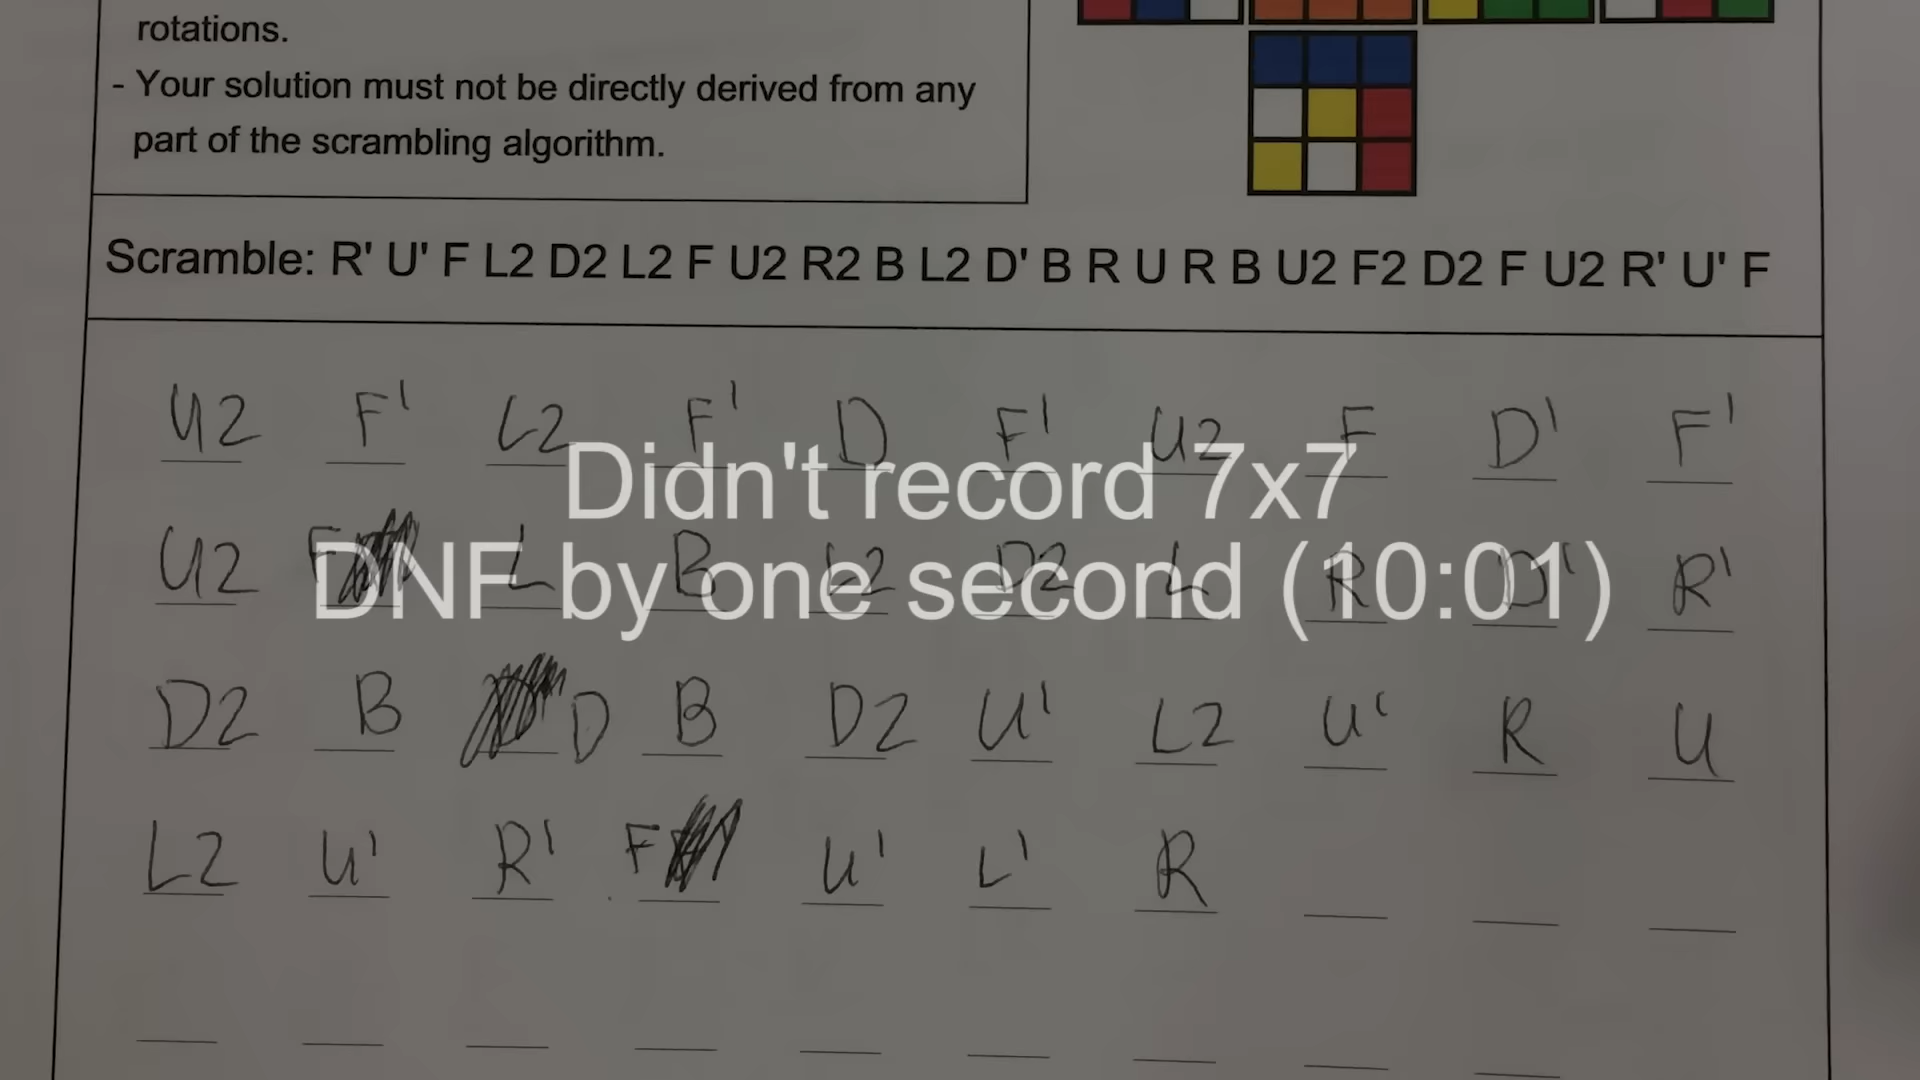 rotations.
- Your solution must not be directly derived from any
part of the scrambling algorithm.
Scramble: R' U' F L2 D2 L2 F U2 R2 B L2 D' B R U R B U2 F2 D2 F U2 R' U' F
U2 F' L2 F' D F' U2 F D' F'
Didn't record 7x7
U2 F L B L2 D2 L R D' R'
DNF by one second (10:01)
D2 B D B D2 U' L2 U' R U
L2 U' R' F U' L' R